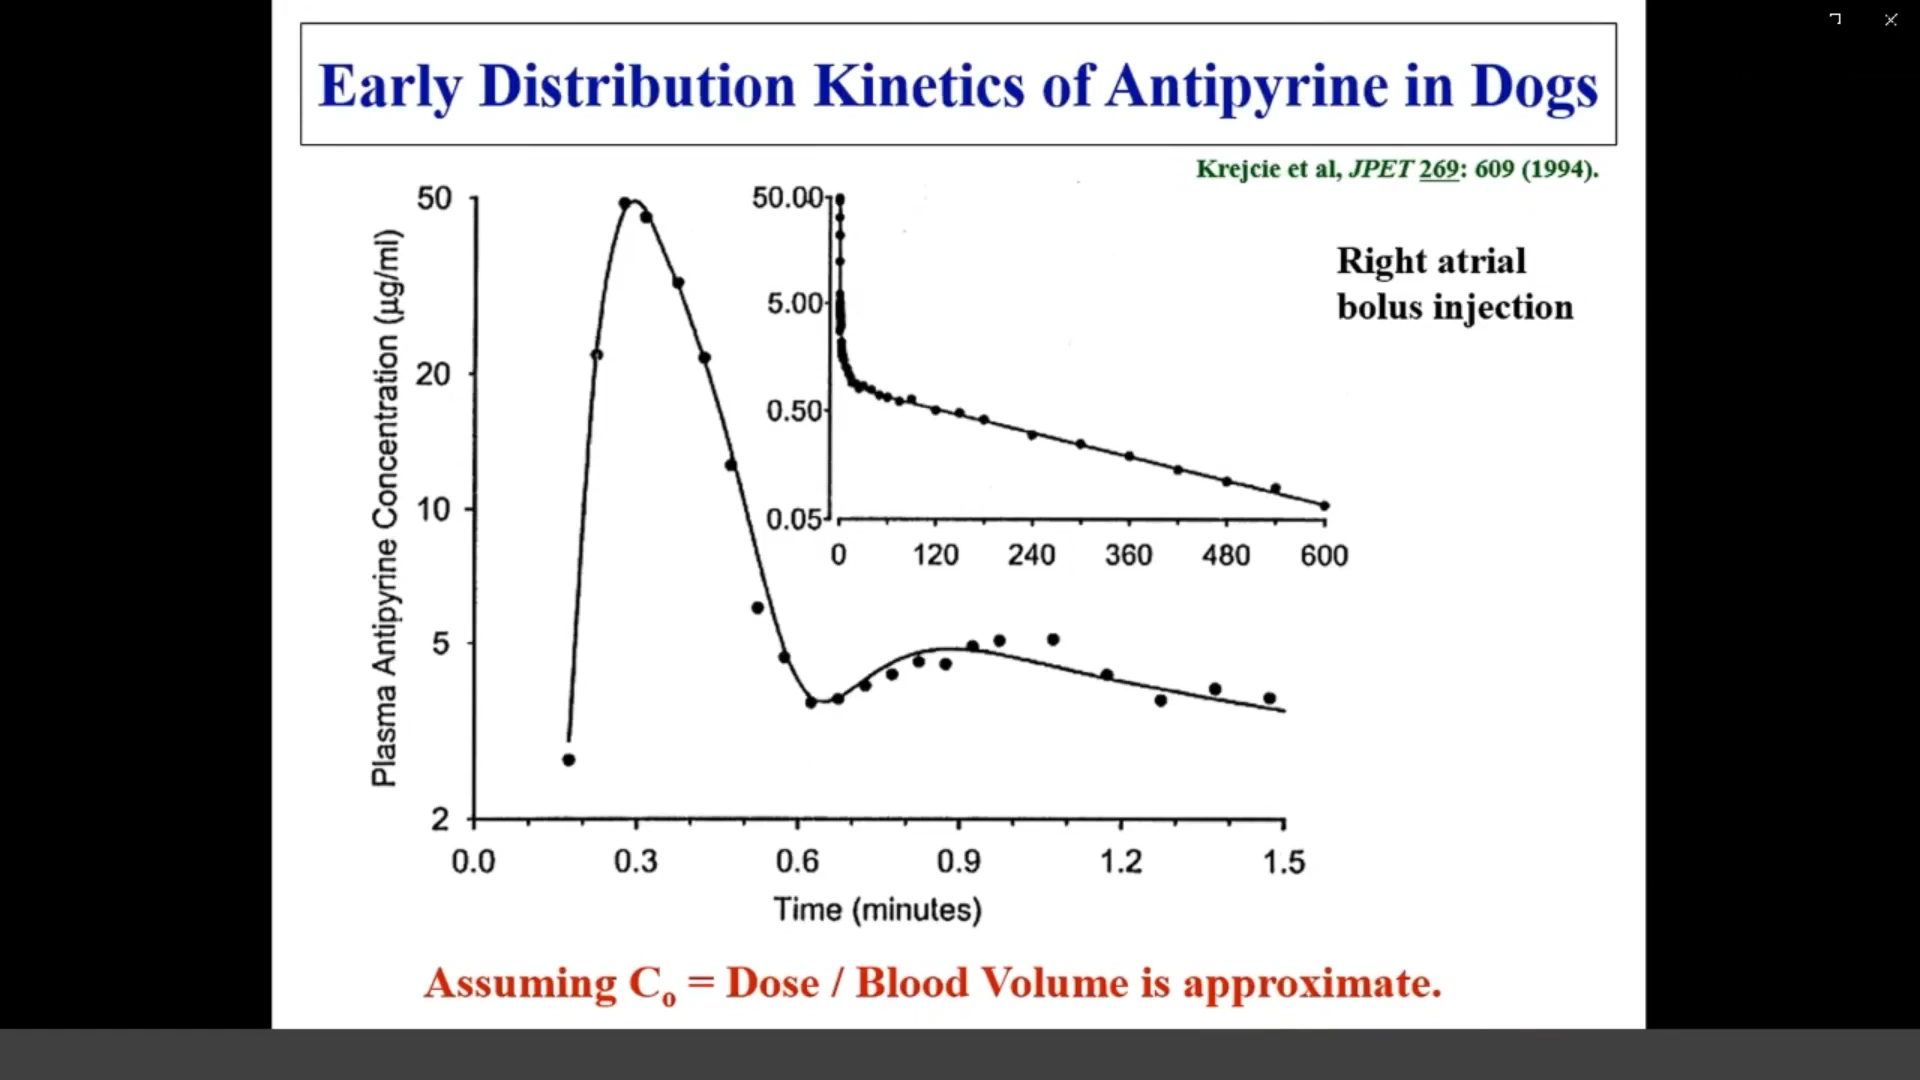 Early Distribution Kinetics of Antipyrine in Dogs
Krejcie et al, JPET 269: 609 (1994).
Right atrial
bolus injection
Plasma Antipyrine Concentration (µg/ml)
50
20
10
5
2
0.0 0.3 0.6 0.9 1.2 1.5
Time (minutes)
50.00
5.00
0.50
0.05
0 120 240 360 480 600
Assuming Co = Dose / Blood Volume is approximate.